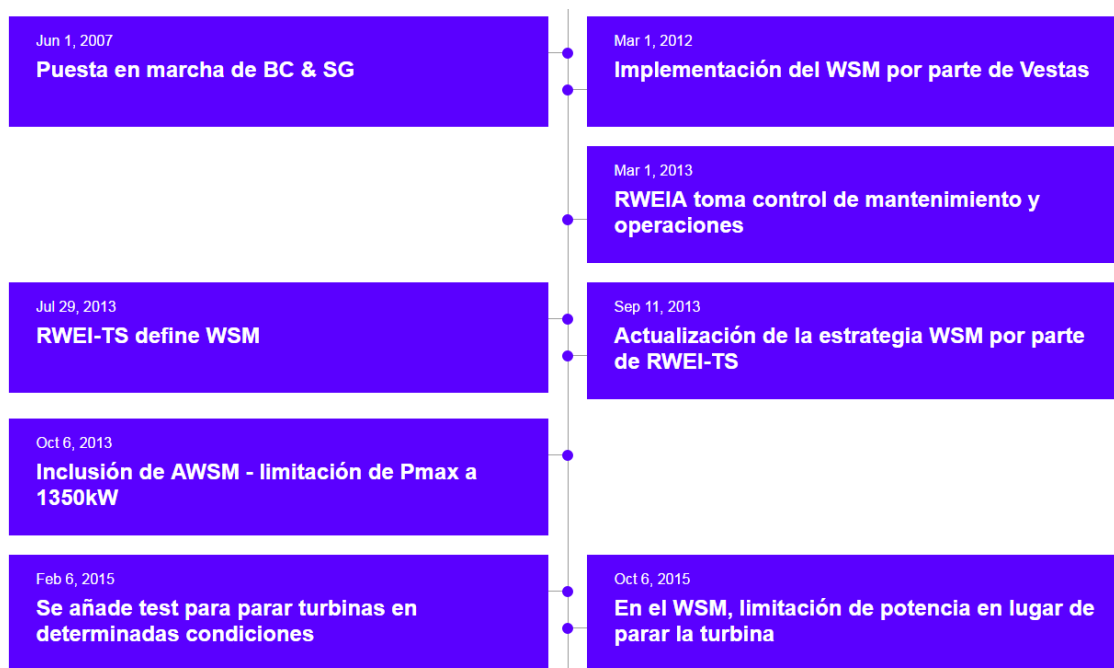 Jun 1, 2007
Puesta en marcha de BC & SG
Mar 1, 2012
Implementación del WSM por parte de Vestas
Mar 1, 2013
RWEIA toma control de mantenimiento y
operaciones
Jul 29, 2013
RWEI-TS define WSM
Sep 11, 2013
Actualización de la estrategia WSM por parte
de RWEI-TS
Oct 6, 2013
Inclusión de AWSM - limitación de Pmax a
1350kW
Feb 6, 2015
Se añade test para parar turbinas en
determinadas condiciones
Oct 6, 2015
En el WSM, limitación de potencia en lugar de
parar la turbina